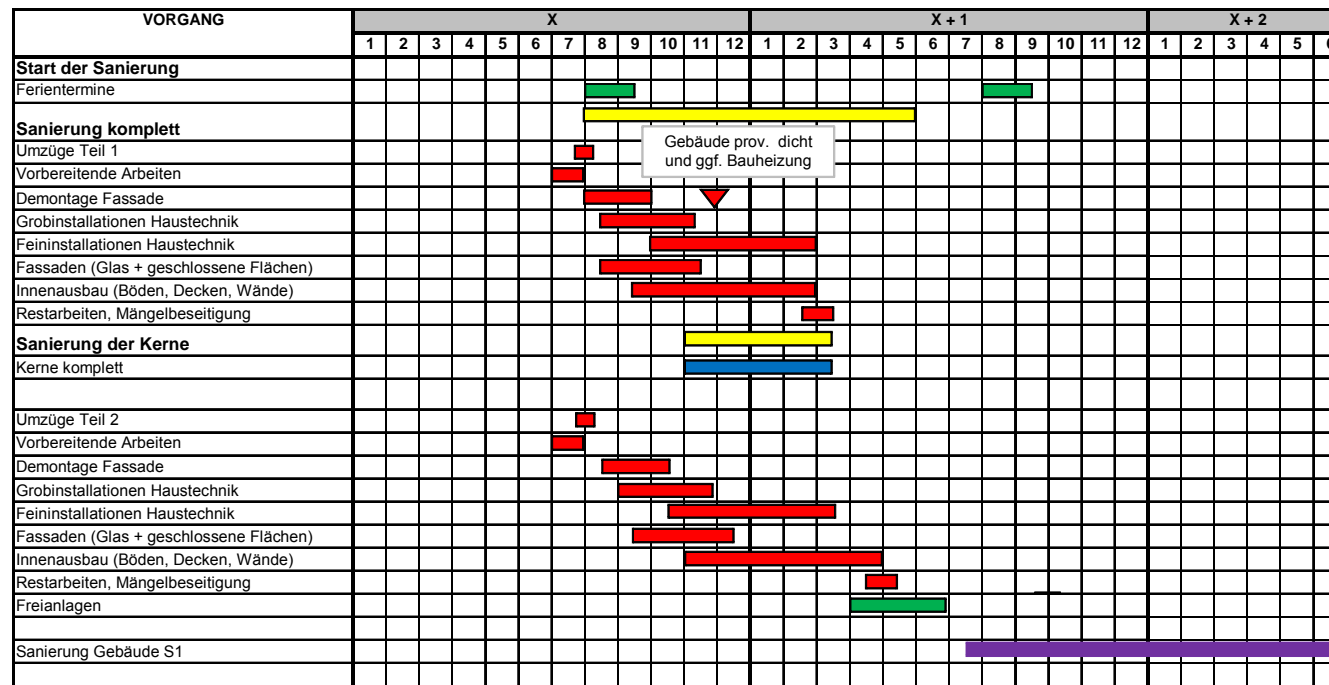 VORGANG X X + 1 X + 2
1 2 3 4 5 6 7 8 9 10 11 12 1 2 3 4 5 6 7 8 9 10 11 12 1 2 3 4 5
Start der Sanierung
Ferientermine
Sanierung komplett
Gebäude prov. dicht
und ggf. Bauheizung
Umzüge Teil 1
Vorbereitende Arbeiten
Demontage Fassade
Grobinstallationen Haustechnik
Feininstallationen Haustechnik
Fassaden (Glas + geschlossene Flächen)
Innenausbau (Böden, Decken, Wände)
Restarbeiten, Mängelbeseitigung
Sanierung der Kerne
Kerne komplett
Umzüge Teil 2
Vorbereitende Arbeiten
Demontage Fassade
Grobinstallationen Haustechnik
Feininstallationen Haustechnik
Fassaden (Glas + geschlossene Flächen)
Innenausbau (Böden, Decken, Wände)
Restarbeiten, Mängelbeseitigung
Freianlagen
Sanierung Gebäude S1